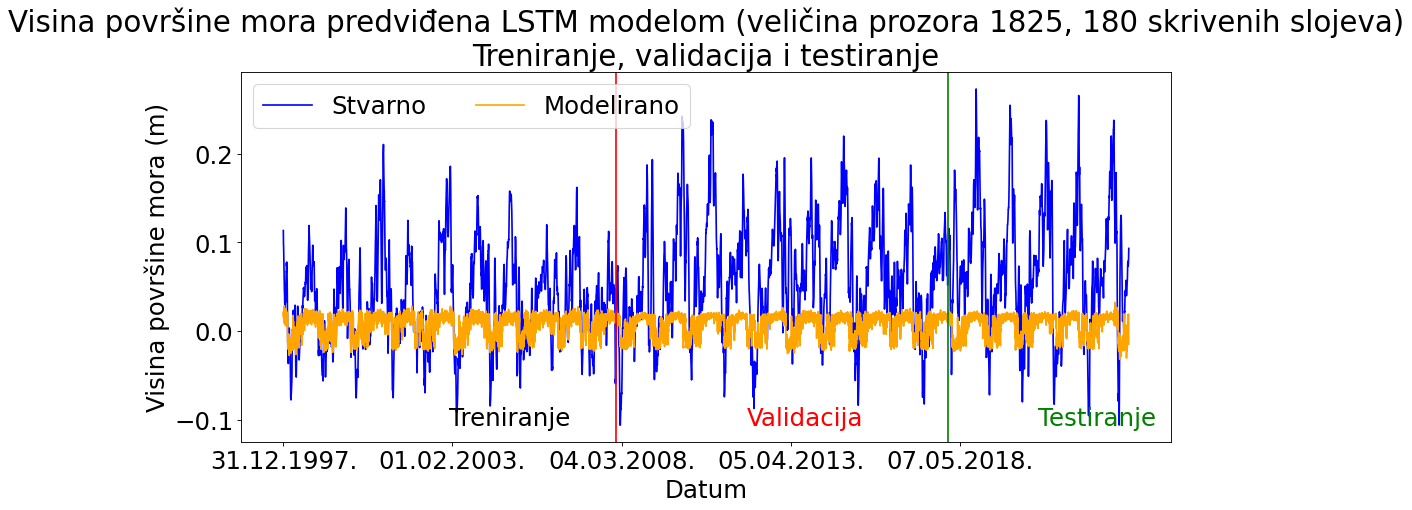 Visina površine mora predviđena LSTM modelom (veličina prozora 1825, 180 skrivenih slojeva)
Treniranje, validacija i testiranje
Stvarno
Modelirano
Visina površine mora (m)
0.2
0.1
0.0
−0.1
Treniranje
Validacija
Testiranje
31.12.1997.
01.02.2003.
04.03.2008.
05.04.2013.
07.05.2018.
Datum